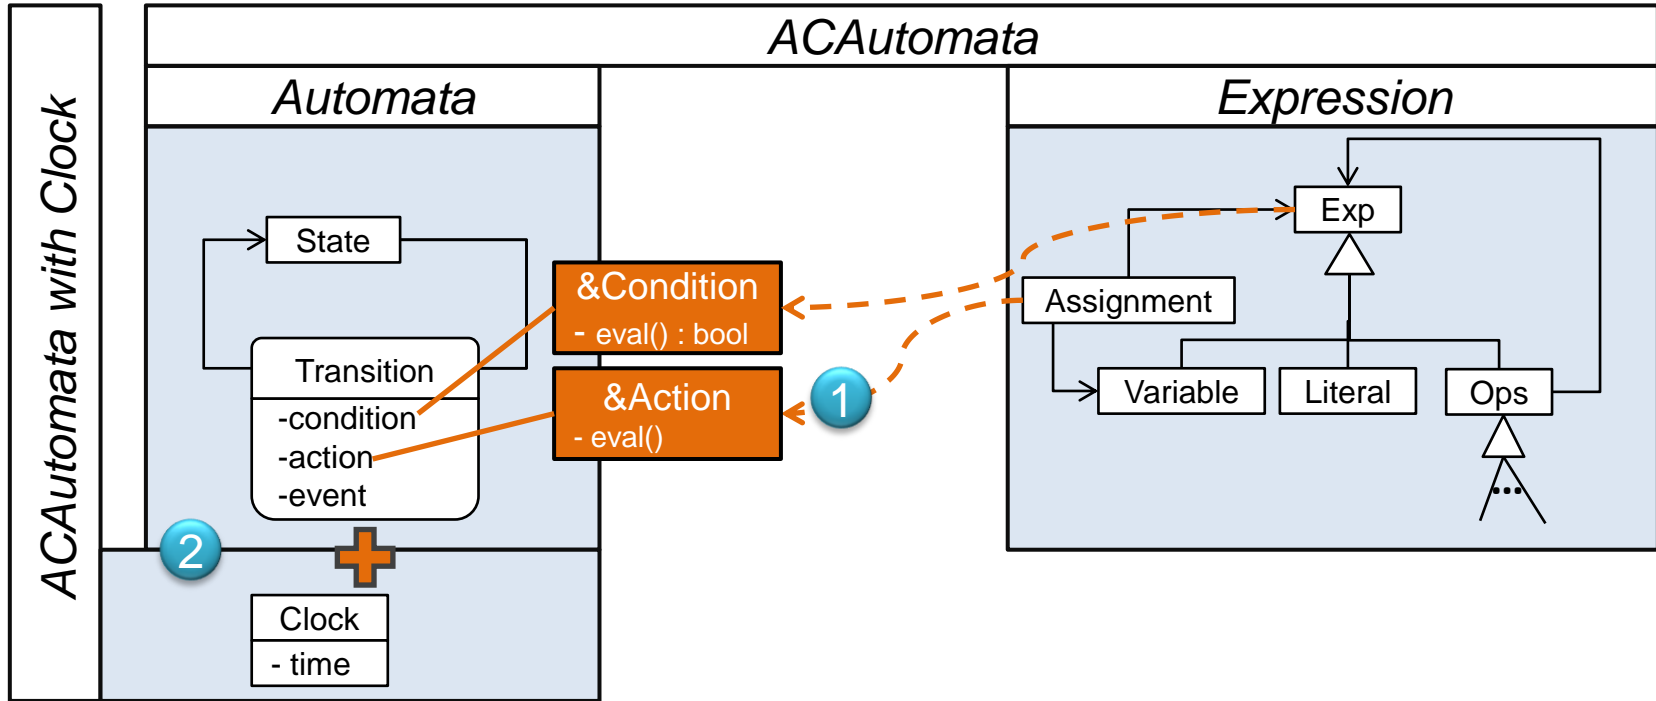 ACAutomata with Clock
ACAutomata
Automata
Expression
State
Transition
-condition
-action
-event
&Condition
- eval() : bool
&Action
- eval()
1
Exp
Assignment
Variable
Literal
Ops
...
2
Clock
- time